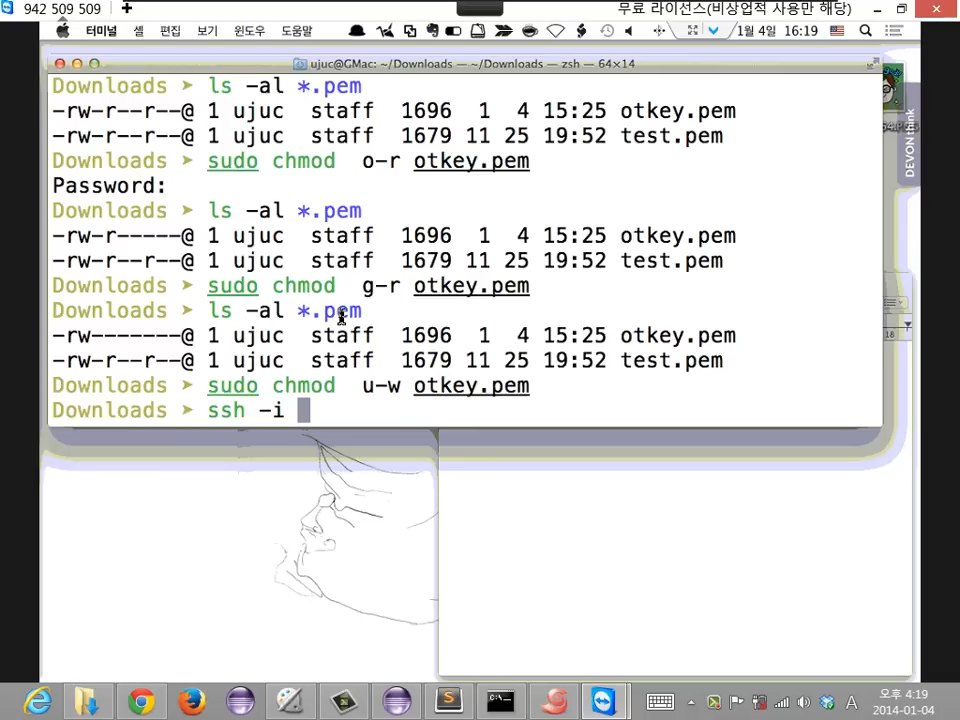 942 509 509
무료 라이선스(비상업적 사용만 해당)
터미널 셸 편집 보기 윈도우 도움말 1월 4일 16:19
ujuc@GMac: ~/Downloads — ~/Downloads — zsh — 64×14
Downloads ➤ ls -al *.pem
-rw-r--r--@ 1 ujuc  staff  1696  1  4 15:25 otkey.pem
-rw-r--r--@ 1 ujuc  staff  1679 11 25 19:52 test.pem
Downloads ➤ sudo chmod  o-r otkey.pem
Password:
Downloads ➤ ls -al *.pem
-rw-r-----@ 1 ujuc  staff  1696  1  4 15:25 otkey.pem
-rw-r--r--@ 1 ujuc  staff  1679 11 25 19:52 test.pem
Downloads ➤ sudo chmod  g-r otkey.pem
Downloads ➤ ls -al *.pem
-rw-------@ 1 ujuc  staff  1696  1  4 15:25 otkey.pem
-rw-r--r--@ 1 ujuc  staff  1679 11 25 19:52 test.pem
Downloads ➤ sudo chmod  u-w otkey.pem
Downloads ➤ ssh -i
DEVONthink
18
A
오후 4:19
2014-01-04